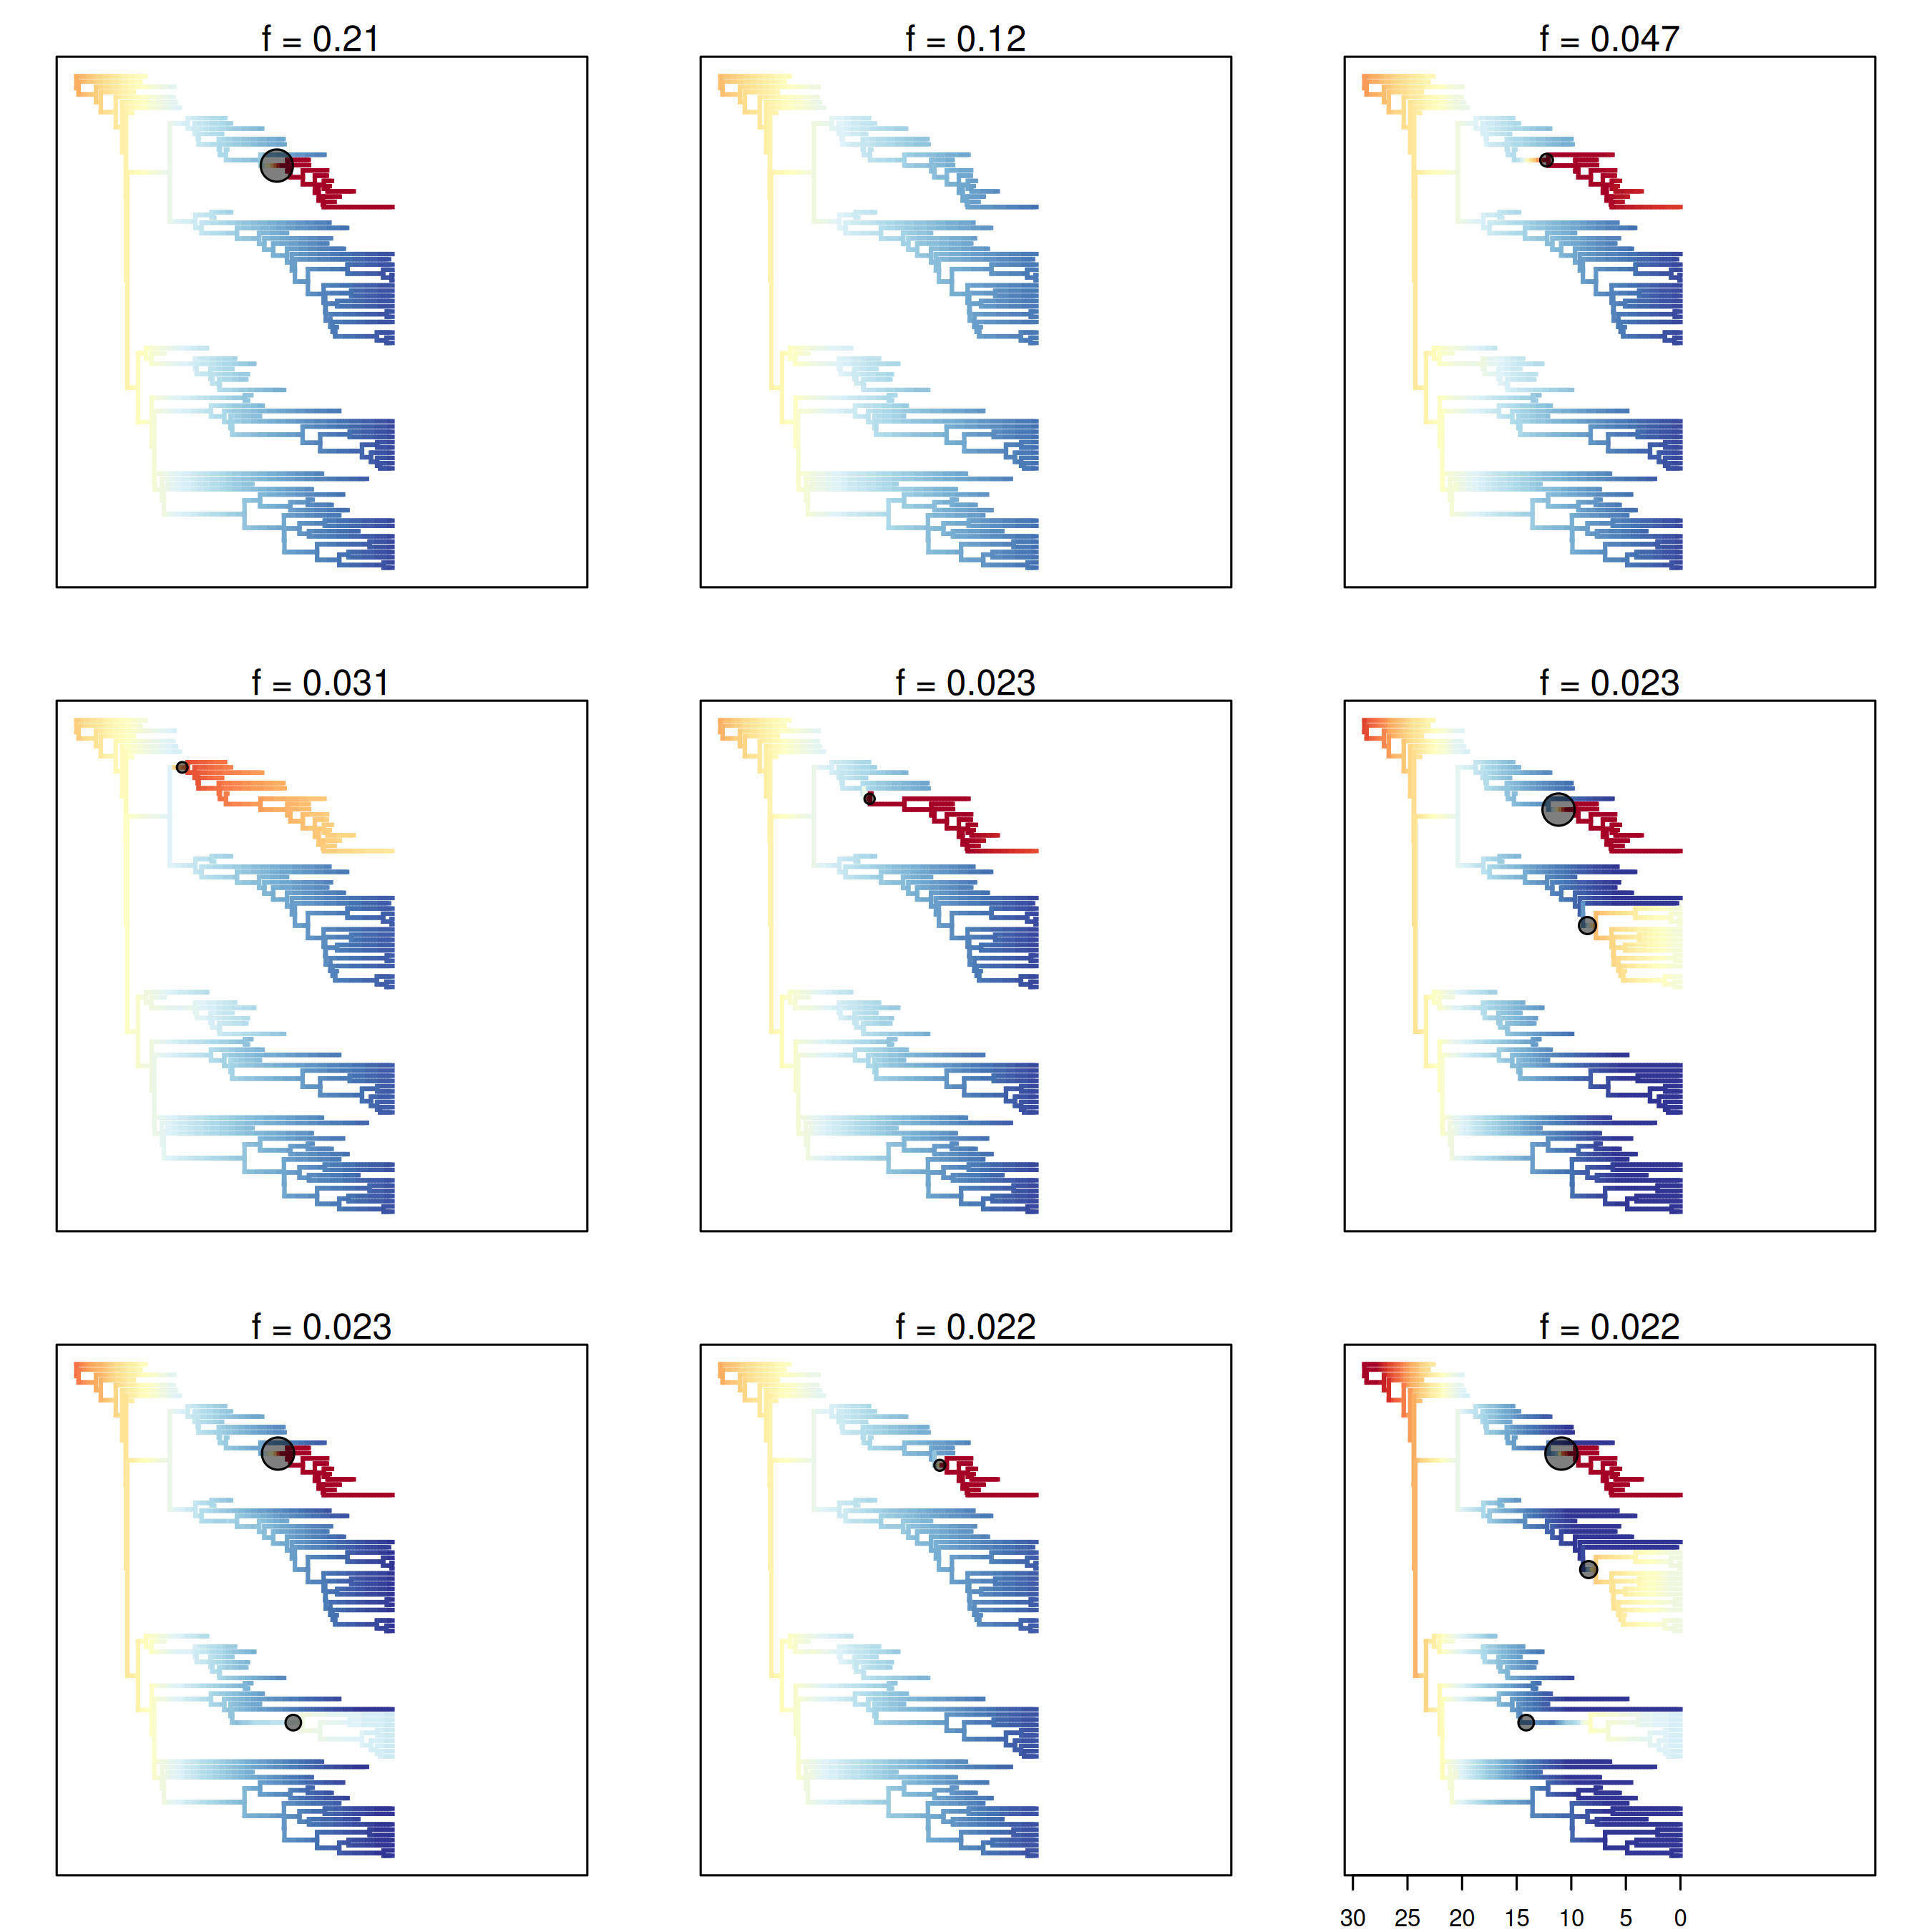 f = 0.21
f = 0.12
f = 0.047
f = 0.031
f = 0.023
f = 0.023
f = 0.023
f = 0.022
f = 0.022
30 25 20 15 10 5 0